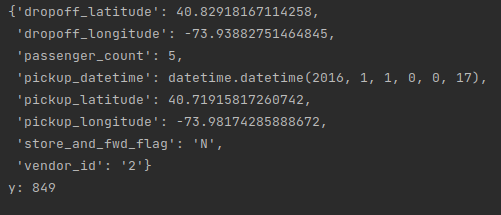 {'dropoff_latitude': 40.82918167114258,
 'dropoff_longitude': -73.93882751464845,
 'passenger_count': 5,
 'pickup_datetime': datetime.datetime(2016, 1, 1, 0, 0, 17),
 'pickup_latitude': 40.71915817260742,
 'pickup_longitude': -73.98174285888672,
 'store_and_fwd_flag': 'N',
 'vendor_id': '2'}
y: 849